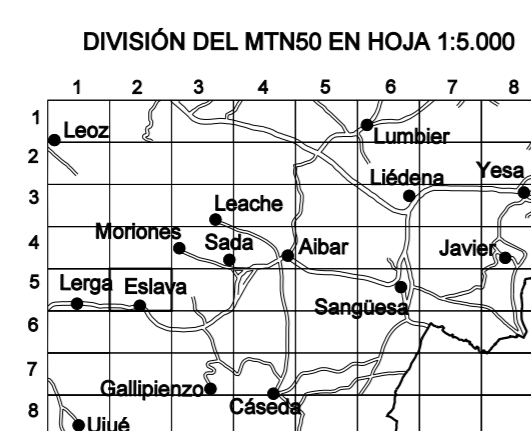 DIVISIÓN DEL MTN50 EN HOJA 1:5.000
1 2 3 4 5 6 7 8
1
Leoz
Lumbier
2
Liédena
Yesa
3
Leache
Moriones
Sada
Aibar
Javier
4
Lerga
Eslava
5
Sangüesa
6
7
Gallipienzo
Cáseda
8
Ujué